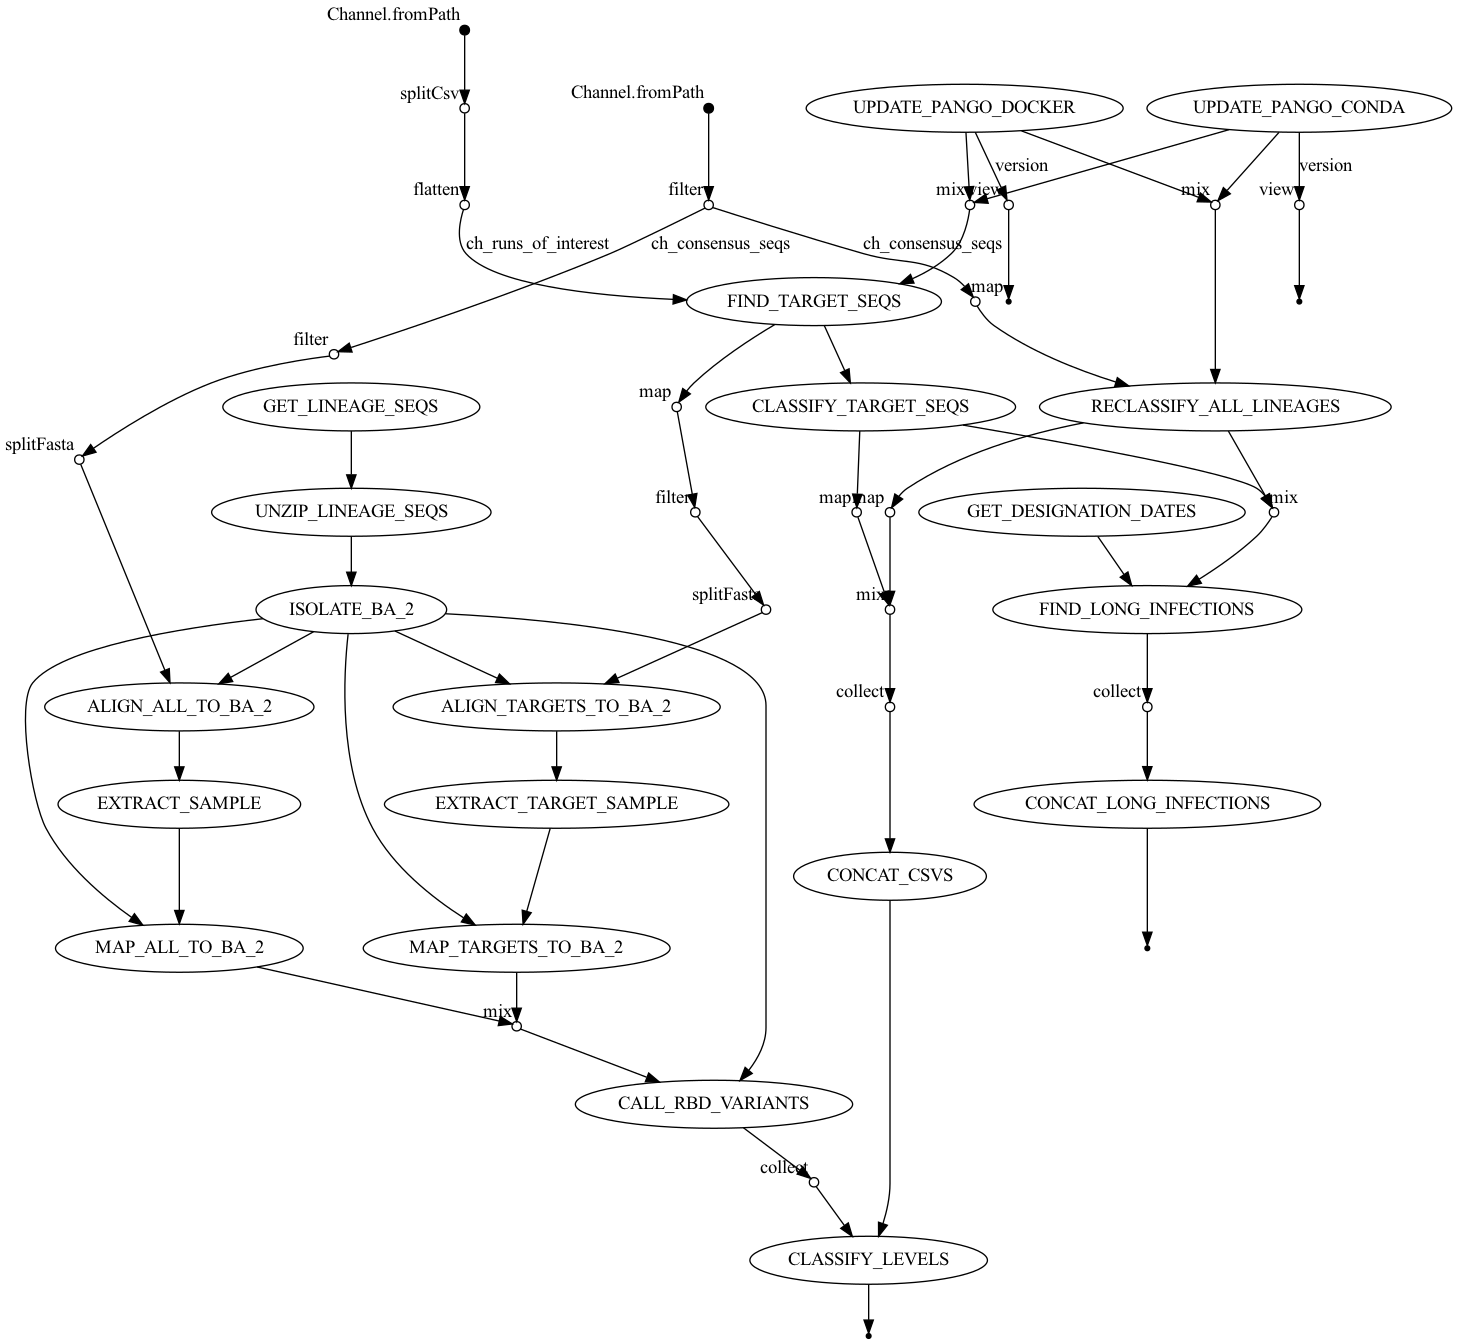 Channel.fromPath
splitCsv
Channel.fromPath
UPDATE_PANGO_DOCKER
UPDATE_PANGO_CONDA
version
version
flatten
filter
mix
view
mix
view
ch_runs_of_interest
ch_consensus_seqs
ch_consensus_seqs
map
FIND_TARGET_SEQS
filter
map
GET_LINEAGE_SEQS
CLASSIFY_TARGET_SEQS
RECLASSIFY_ALL_LINEAGES
splitFasta
filter
map
map
mix
UNZIP_LINEAGE_SEQS
GET_DESIGNATION_DATES
splitFasta
mix
ISOLATE_BA_2
FIND_LONG_INFECTIONS
collect
collect
ALIGN_ALL_TO_BA_2
ALIGN_TARGETS_TO_BA_2
EXTRACT_SAMPLE
EXTRACT_TARGET_SAMPLE
CONCAT_LONG_INFECTIONS
CONCAT_CSVS
MAP_ALL_TO_BA_2
MAP_TARGETS_TO_BA_2
mix
CALL_RBD_VARIANTS
collect
CLASSIFY_LEVELS